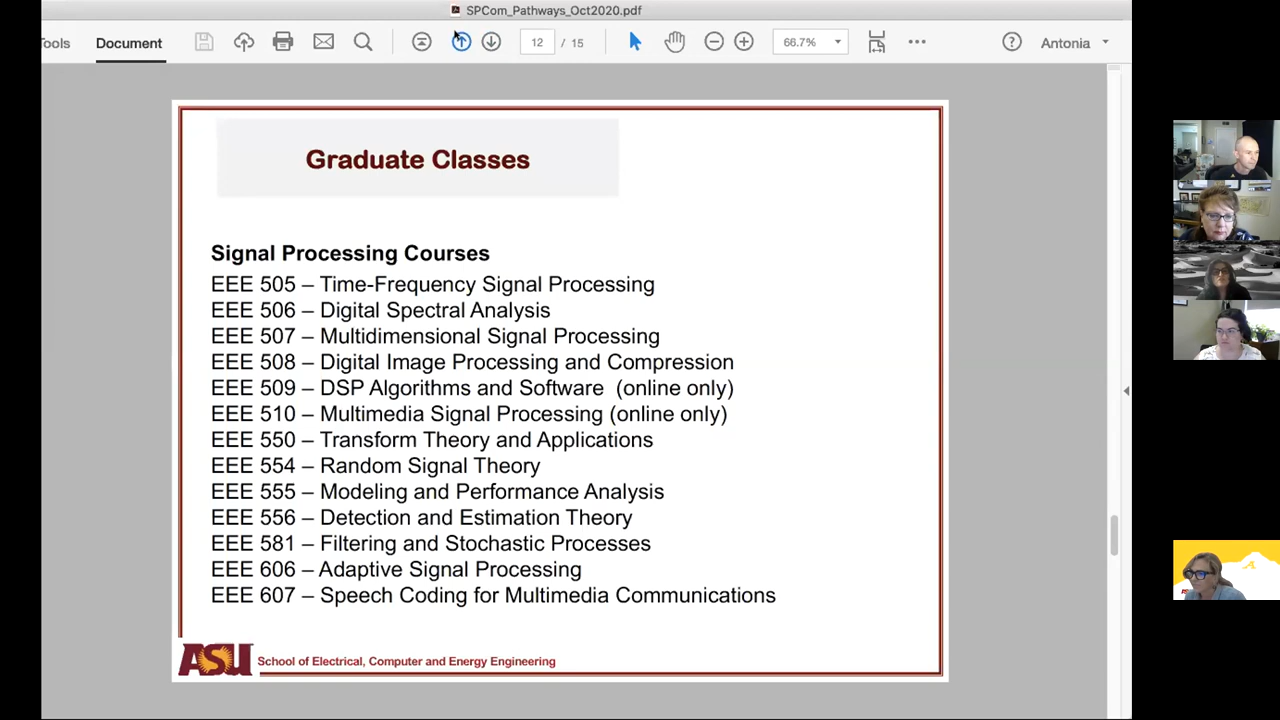 SPCom_Pathways_Oct2020.pdf
Tools
Document
12 / 15
66.7%
Antonia
Graduate Classes
Signal Processing Courses
EEE 505 – Time-Frequency Signal Processing
EEE 506 – Digital Spectral Analysis
EEE 507 – Multidimensional Signal Processing
EEE 508 – Digital Image Processing and Compression
EEE 509 – DSP Algorithms and Software (online only)
EEE 510 – Multimedia Signal Processing (online only)
EEE 550 – Transform Theory and Applications
EEE 554 – Random Signal Theory
EEE 555 – Modeling and Performance Analysis
EEE 556 – Detection and Estimation Theory
EEE 581 – Filtering and Stochastic Processes
EEE 606 – Adaptive Signal Processing
EEE 607 – Speech Coding for Multimedia Communications
ASU School of Electrical, Computer and Energy Engineering